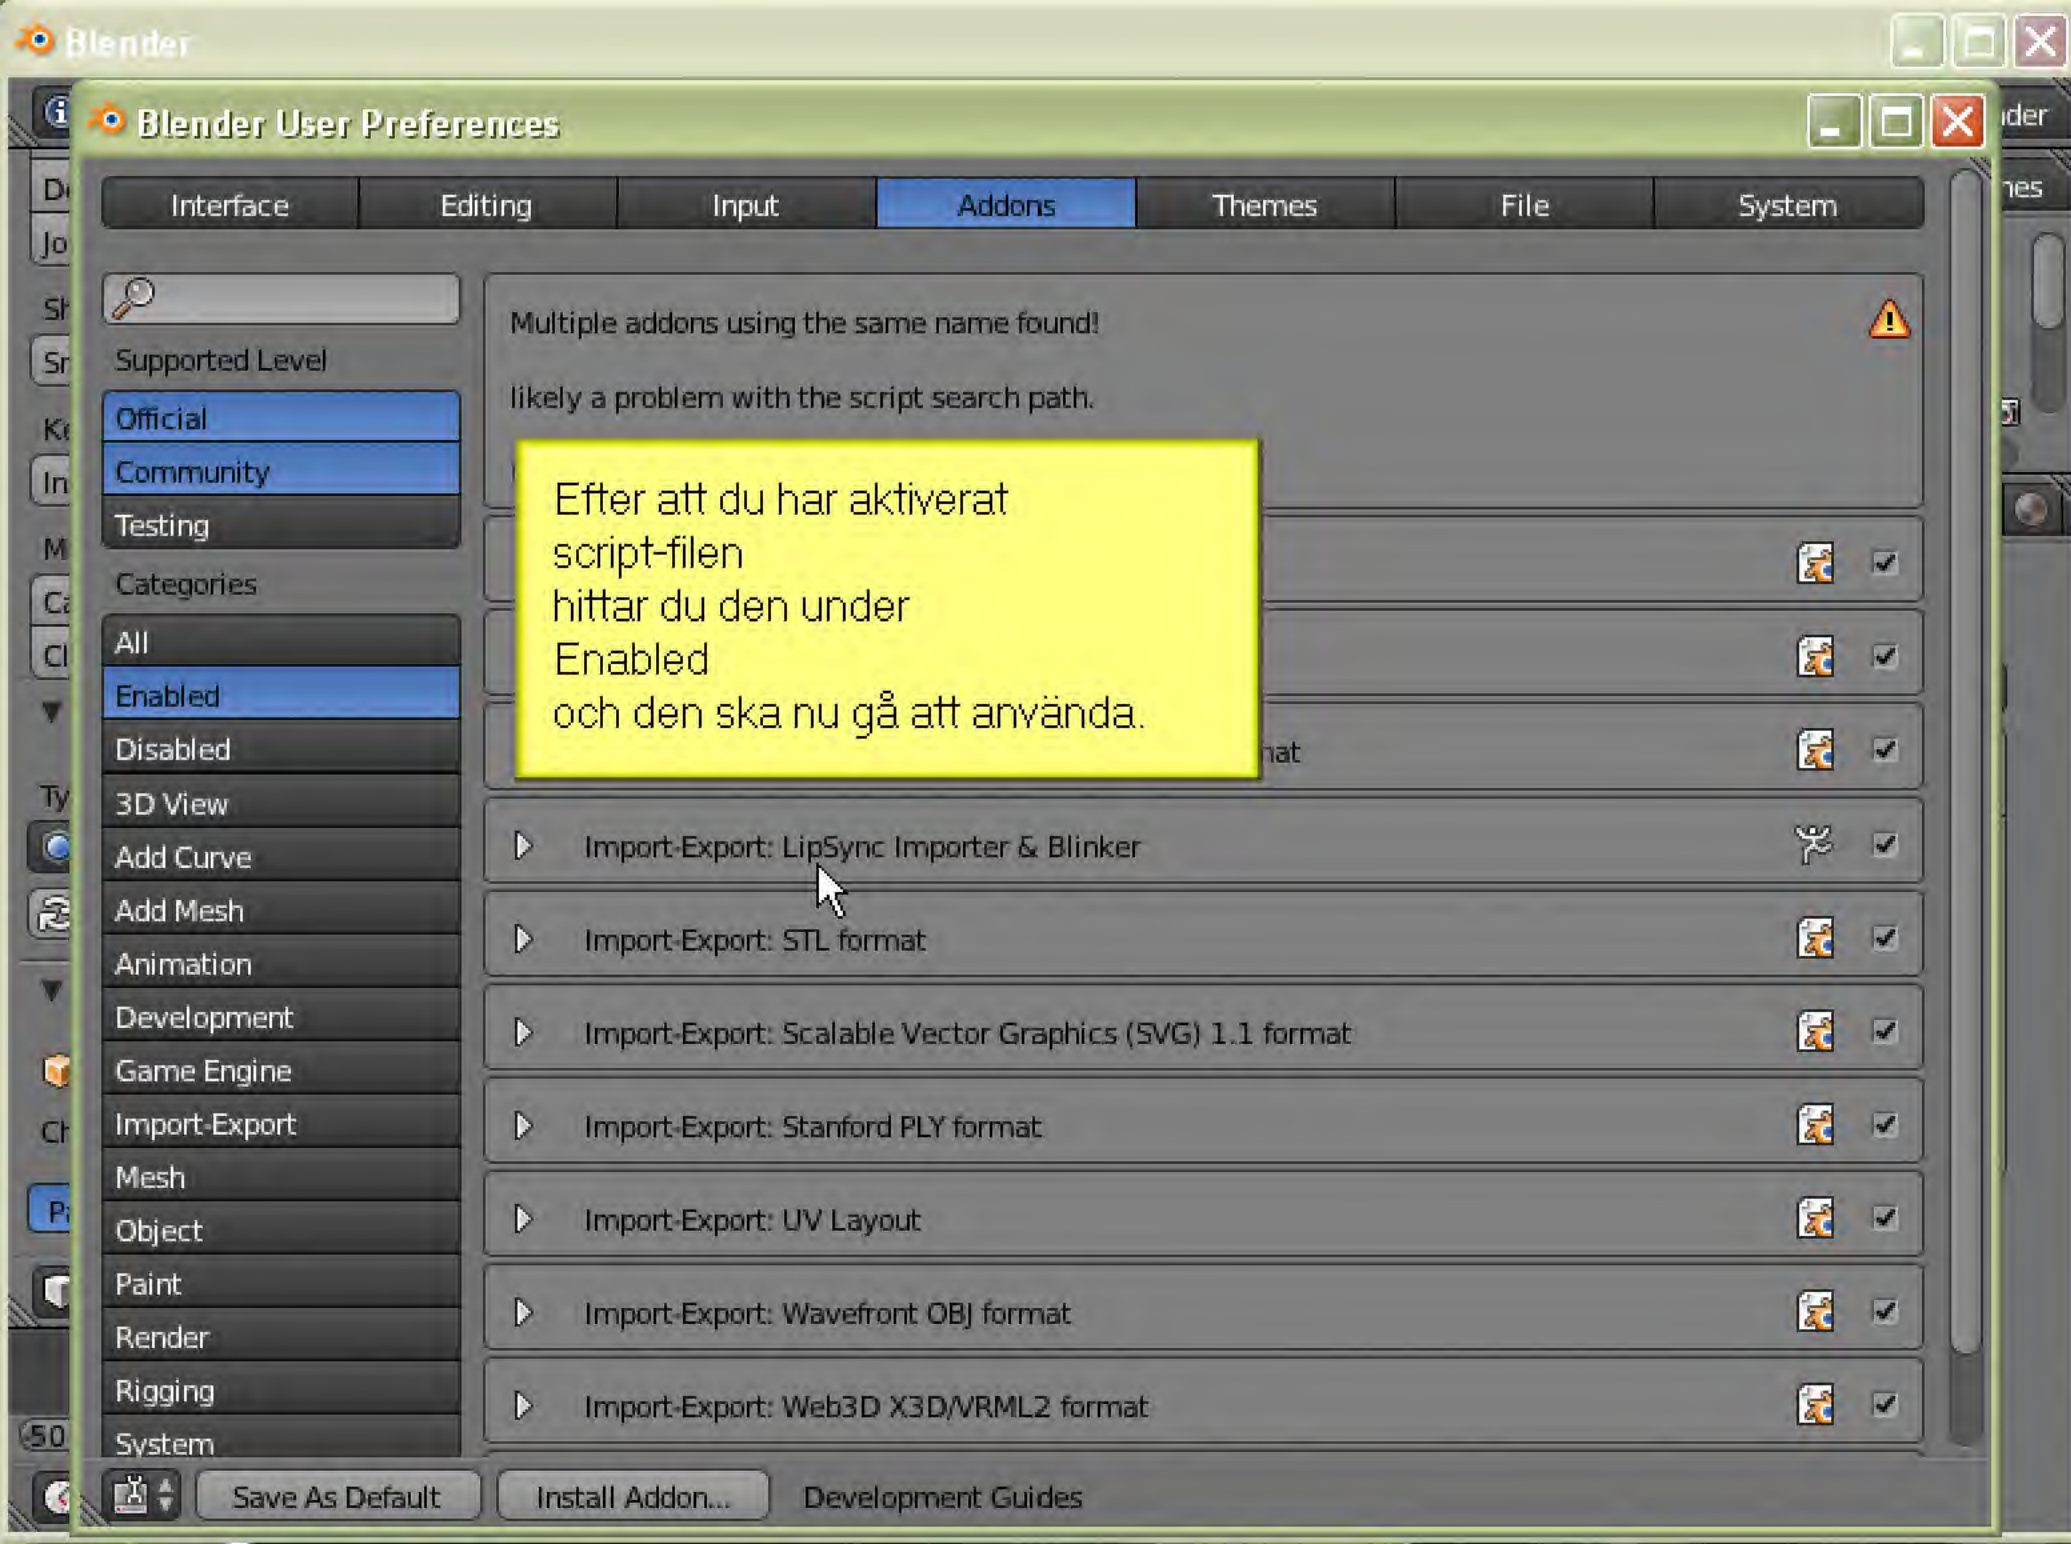 Blender
Blender User Preferences
Interface
Editing
Input
Addons
Themes
File
System
Supported Level
Official
Community
Testing
Categories
All
Enabled
Disabled
3D View
Add Curve
Add Mesh
Animation
Development
Game Engine
Import-Export
Mesh
Object
Paint
Render
Rigging
System
Multiple addons using the same name found!
likely a problem with the script search path.
Efter att du har aktiverat
script-filen
hittar du den under
Enabled
och den ska nu gå att använda.
Import-Export: LipSync Importer & Blinker
Import-Export: STL format
Import-Export: Scalable Vector Graphics (SVG) 1.1 format
Import-Export: Stanford PLY format
Import-Export: UV Layout
Import-Export: Wavefront OBJ format
Import-Export: Web3D X3D/VRML2 format
Save As Default
Install Addon...
Development Guides